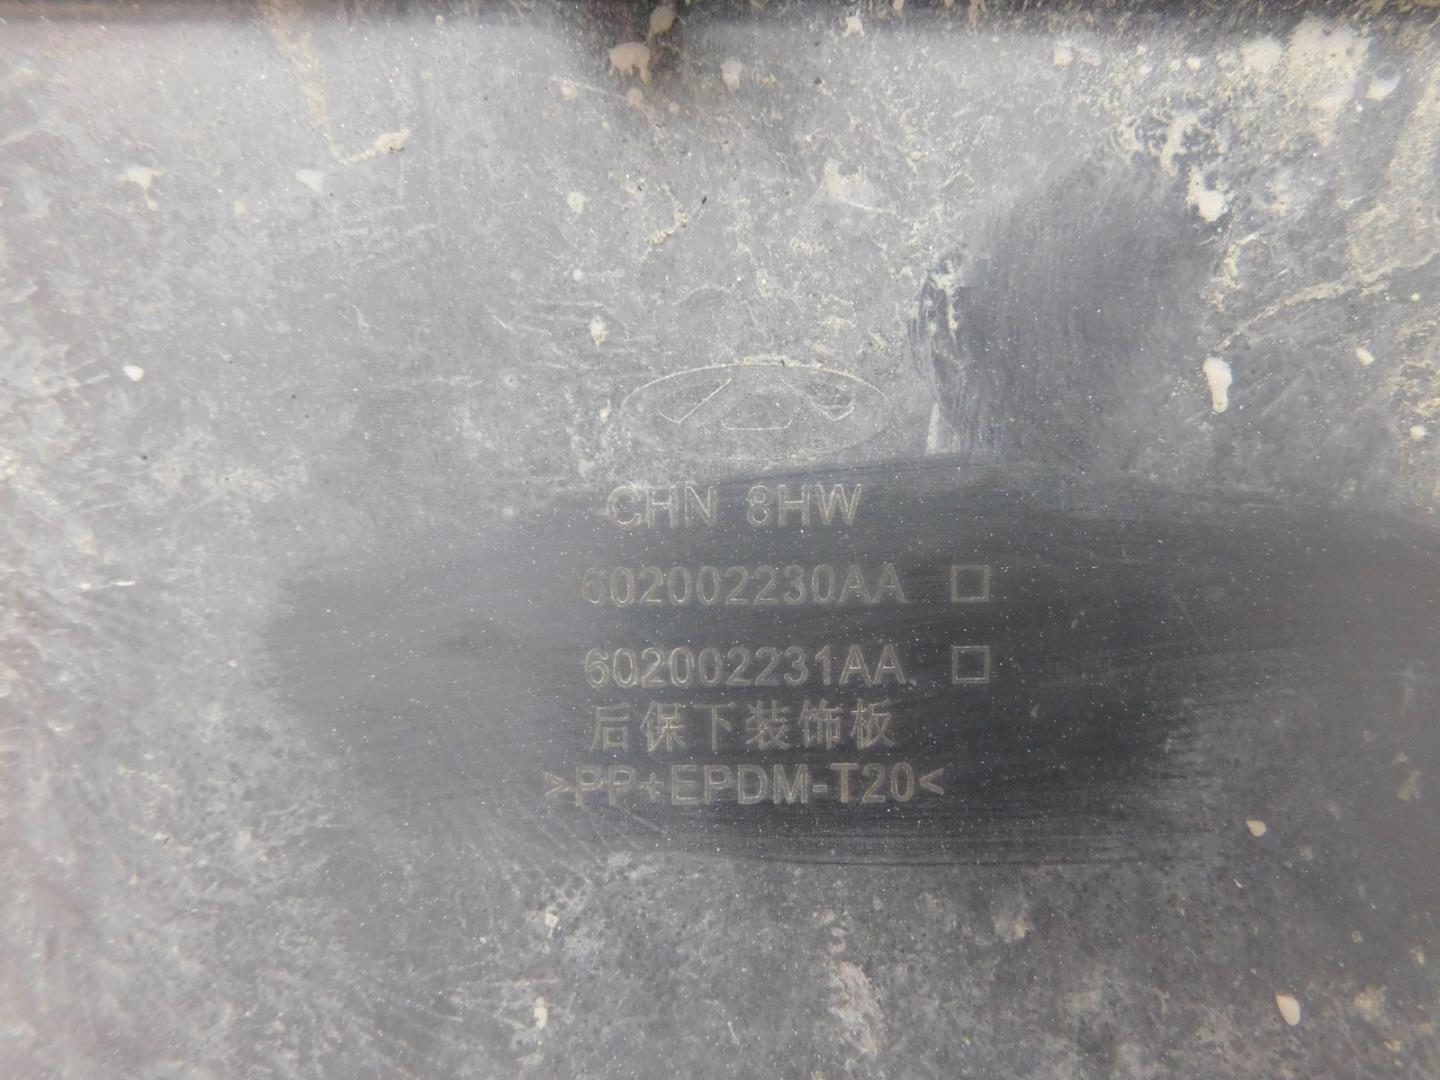 CHN 8HW
602002230AA □
602002231AA □
后保下装饰板
>PP+EPDM-T20<